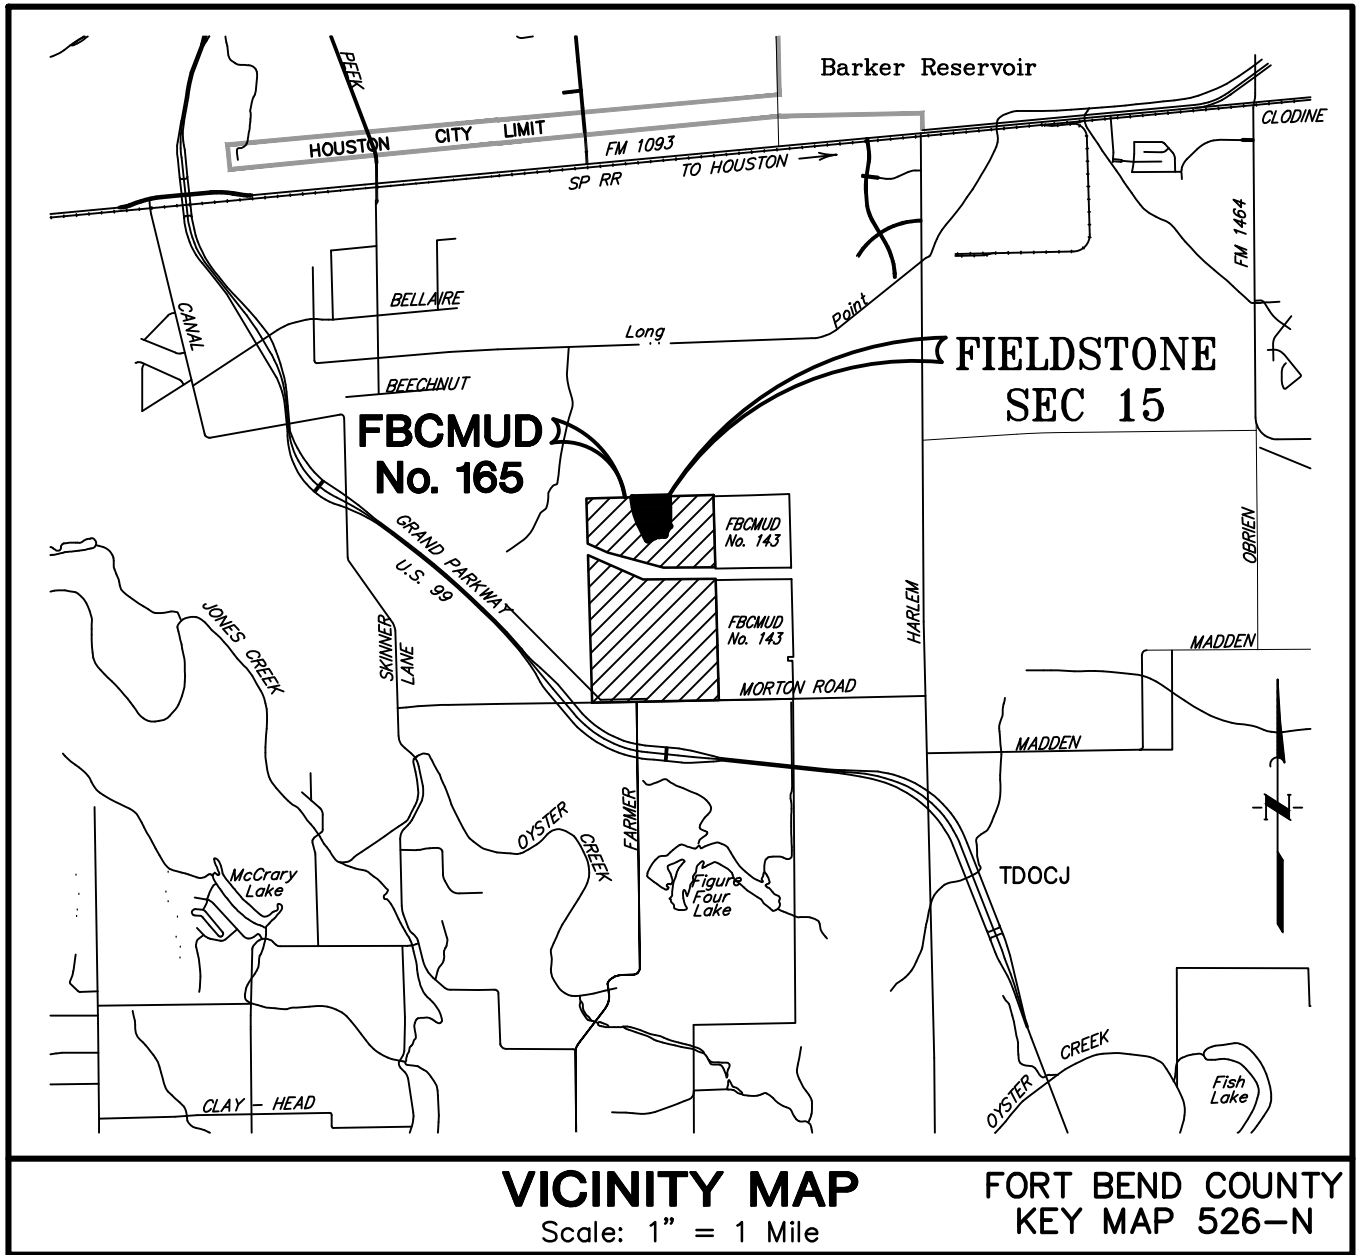 Barker Reservoir
PEEK
CLODINE
HOUSTON CITY LIMIT
FM 1093
TO HOUSTON
SP RR
FM 1464
CANAL
BELLAIRE
Long Point
BEECHNUT
FIELDSTONE
SEC 15
FBCMUD
No. 165
FBCMUD
No. 143
GRAND PARKWAY
U.S. 99
OBRIEN
HARLEM
JONES CREEK
SKINNER
LANE
FBCMUD
No. 143
MADDEN
MORTON ROAD
MADDEN
N
OYSTER CREEK
FARMER
McCrary
Lake
Figure
Four
Lake
TDOCJ
OYSTER CREEK
Fish
Lake
CLAY - HEAD
VICINITY MAP
Scale: 1" = 1 Mile
FORT BEND COUNTY
KEY MAP 526-N